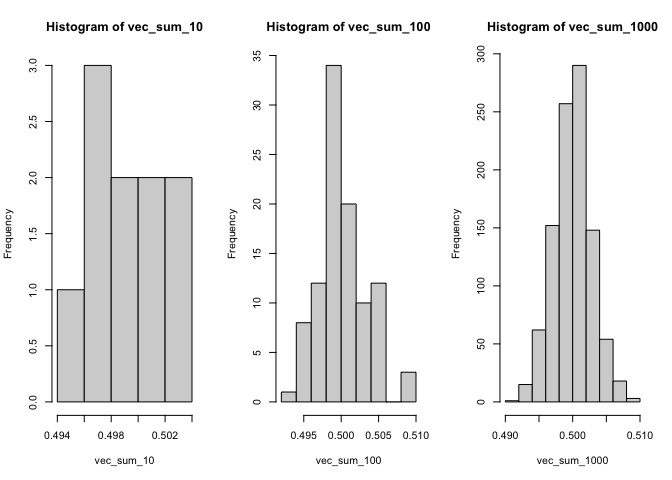 Histogram of vec_sum_10
Frequency
3.0
2.5
2.0
1.5
1.0
0.5
0.0
0.494 0.498 0.502
vec_sum_10
Histogram of vec_sum_100
Frequency
35
30
25
20
15
10
5
0
0.495 0.500 0.505 0.510
vec_sum_100
Histogram of vec_sum_1000
Frequency
300
250
200
150
100
50
0
0.490 0.500 0.510
vec_sum_1000